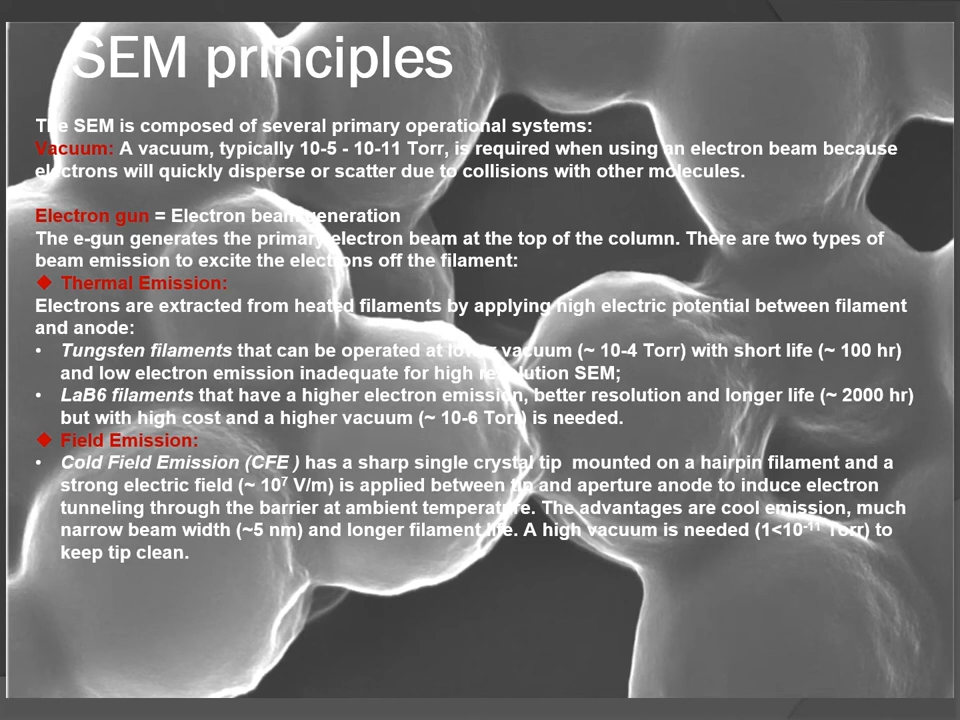 SEM principles
The SEM is composed of several primary operational systems:
Vacuum: A vacuum, typically 10-5 - 10-11 Torr, is required when using an electron beam because
electrons will quickly disperse or scatter due to collisions with other molecules.
Electron gun = Electron beam generation
The e-gun generates the primary electron beam at the top of the column. There are two types of
beam emission to excite the electrons off the filament:
❖ Thermal Emission:
Electrons are extracted from heated filaments by applying high electric potential between filament
and anode:
• Tungsten filaments that can be operated at lower vacuum (~ 10-4 Torr) with short life (~ 100 hr)
and low electron emission inadequate for high resolution SEM;
• LaB6 filaments that have a higher electron emission, better resolution and longer life (~ 2000 hr)
but with high cost and a higher vacuum (~ 10-6 Torr) is needed.
❖ Field Emission:
• Cold Field Emission (CFE ) has a sharp single crystal tip mounted on a hairpin filament and a
strong electric field (~ 10⁷ V/m) is applied between tip and aperture anode to induce electron
tunneling through the barrier at ambient temperature. The advantages are cool emission, much
narrow beam width (~5 nm) and longer filament life. A high vacuum is needed (1<10⁻¹¹ Torr) to
keep tip clean.